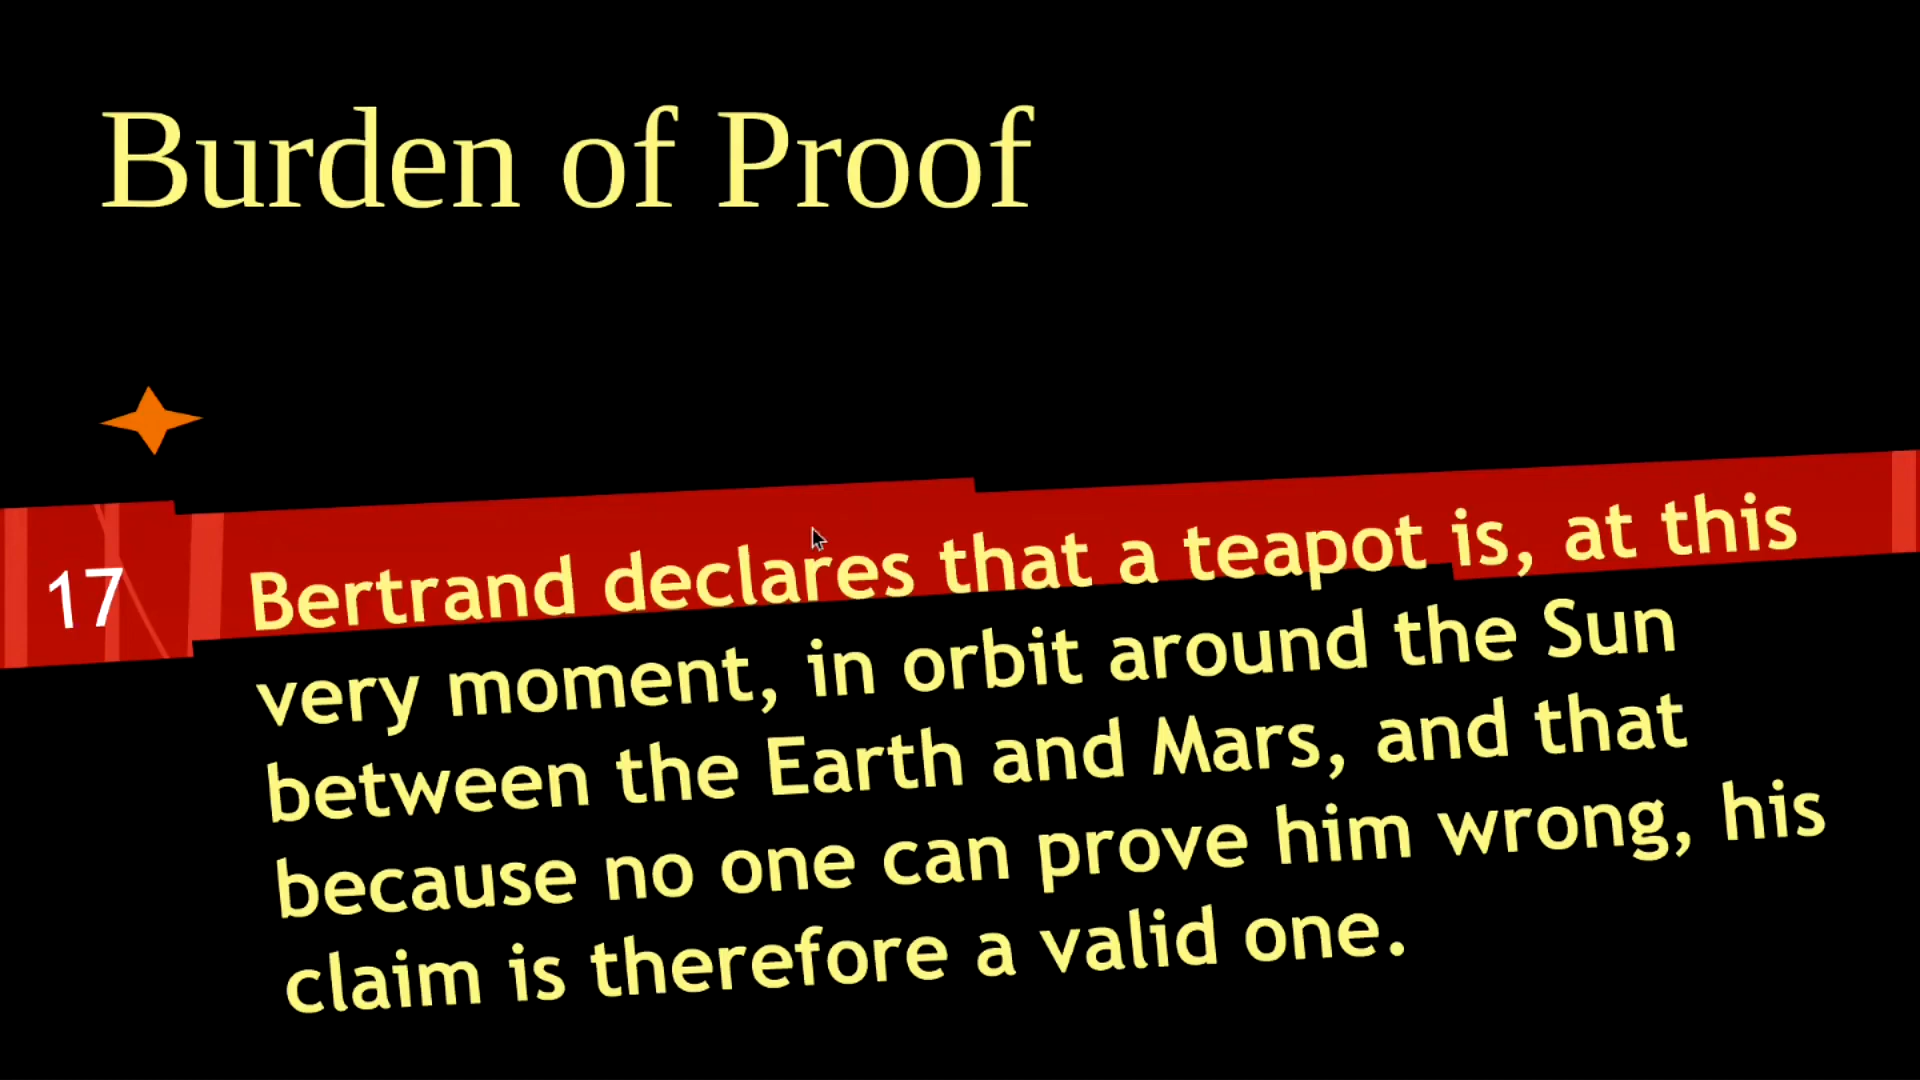 Burden of Proof
17
Bertrand declares that a teapot is, at this
very moment, in orbit around the Sun
between the Earth and Mars, and that
because no one can prove him wrong, his
claim is therefore a valid one.